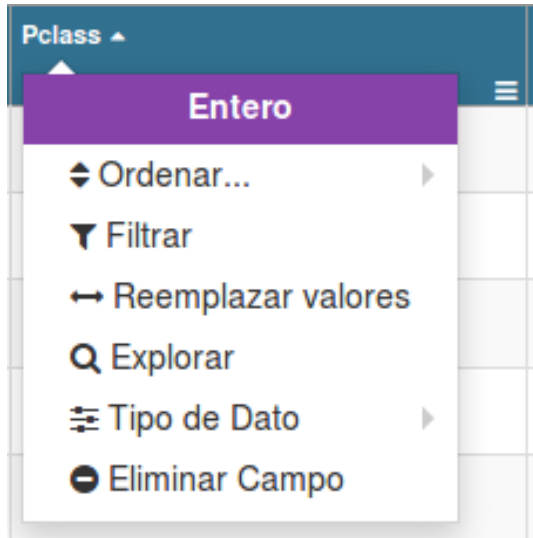 Pclass
Entero
Ordenar...
Filtrar
Reemplazar valores
Explorar
Tipo de Dato
Eliminar Campo